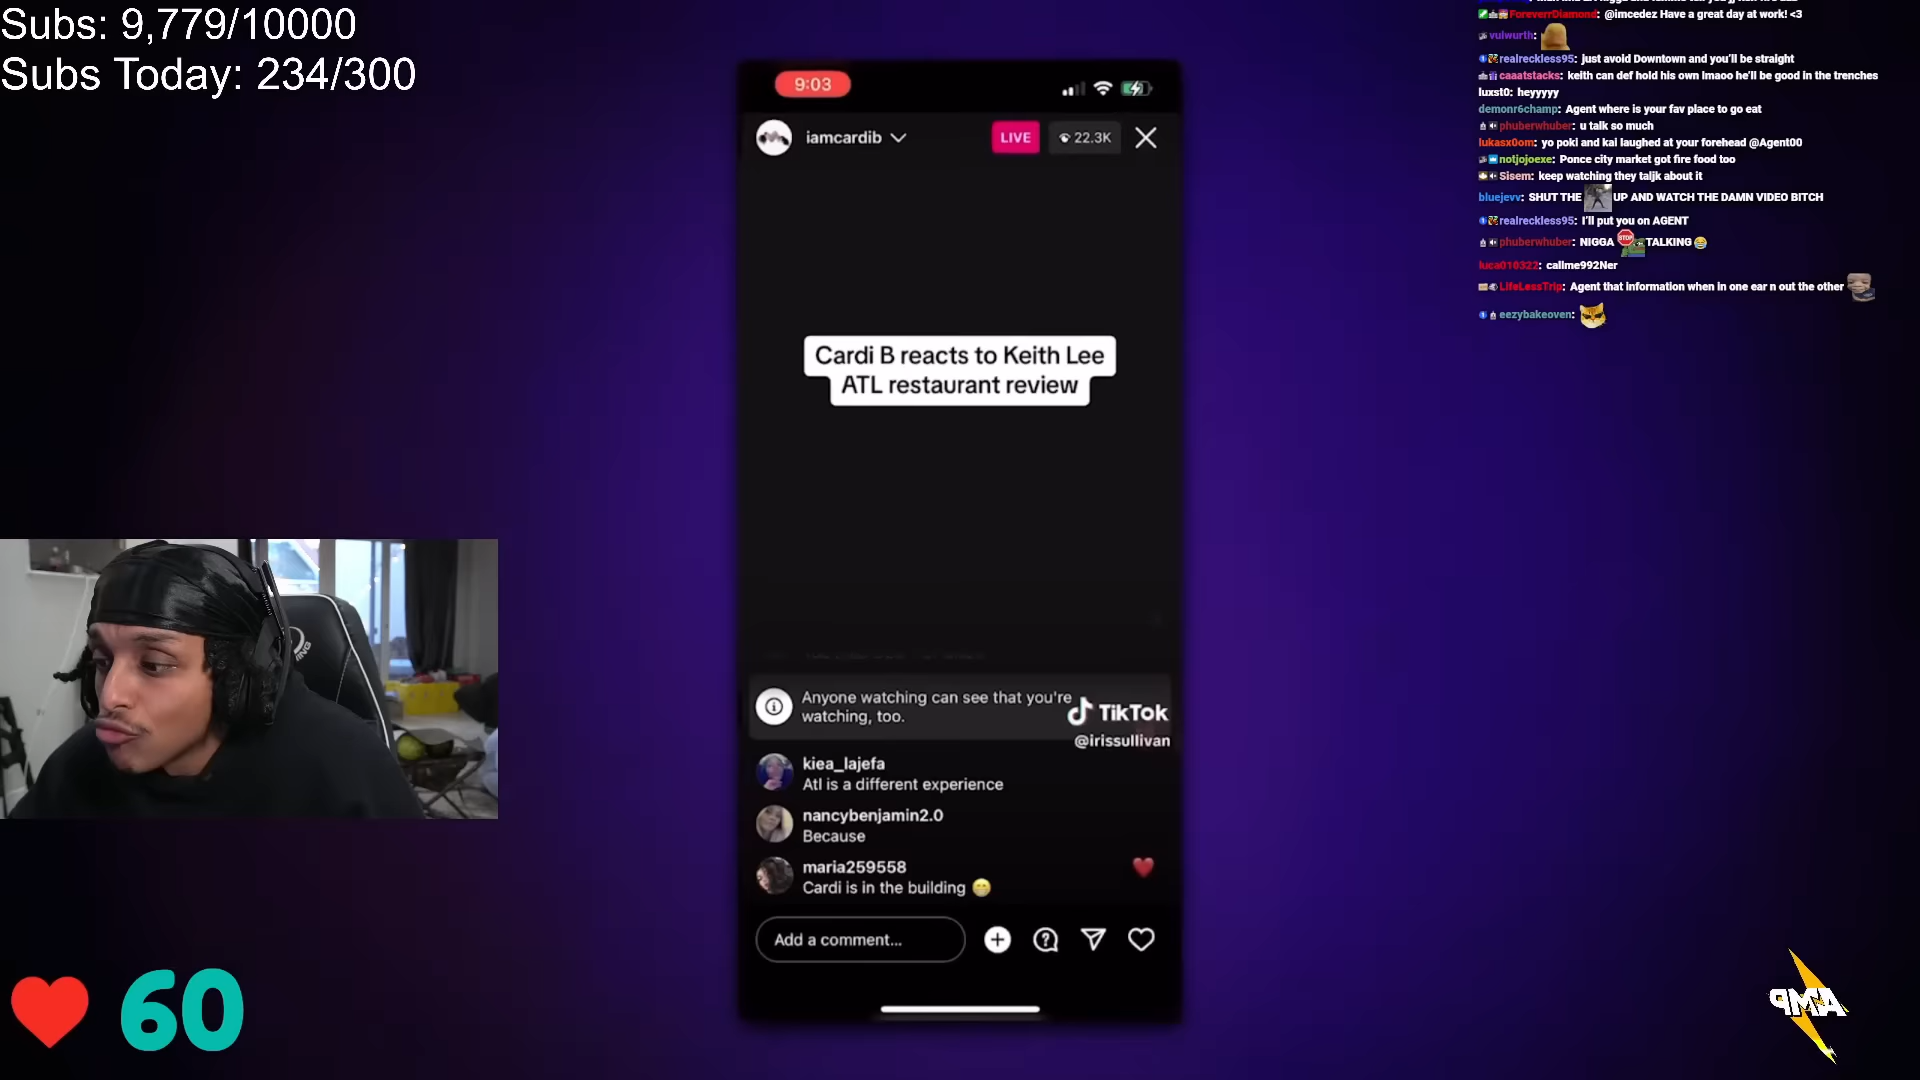 Subs: 9,779/10000
Subs Today: 234/300
9:03
iamcardib
LIVE
22.3K
Cardi B reacts to Keith Lee
ATL restaurant review
Anyone watching can see that you're
watching, too.
TikTok
@irissullivan
kiea_lajefa
Atl is a different experience
nancybenjamin2.0
Because
maria259558
Cardi is in the building
Add a comment...
60
ForeverrDiamond: @imcedez Have a great day at work! <3
vulwurth:
realreckless95: just avoid Downtown and you'll be straight
caaatstacks: keith can def hold his own lmaoo he'll be good in the trenches
luxst0: heyyyyy
demonr6champ: Agent where is your fav place to go eat
phuberwhuber: u talk so much
lukasx0om: yo poki and kai laughed at your forehead @Agent00
notjojoexe: Ponce city market got fire food too
Sisem: keep watching they taljk about it
bluejevv: SHUT THE UP AND WATCH THE DAMN VIDEO BITCH
realreckless95: I'll put you on AGENT
phuberwhuber: NIGGA STOP TALKING
luca010322: callme992Ner
LifeLessTrip: Agent that information when in one ear n out the other
eezybakeoven:
AMP